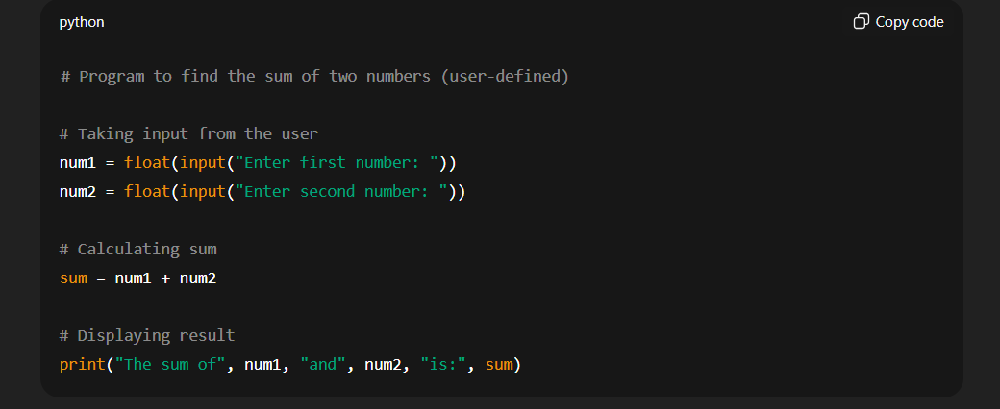 python
Copy code
# Program to find the sum of two numbers (user-defined)
# Taking input from the user
num1 = float(input("Enter first number: "))
num2 = float(input("Enter second number: "))
# Calculating sum
sum = num1 + num2
# Displaying result
print("The sum of", num1, "and", num2, "is:", sum)